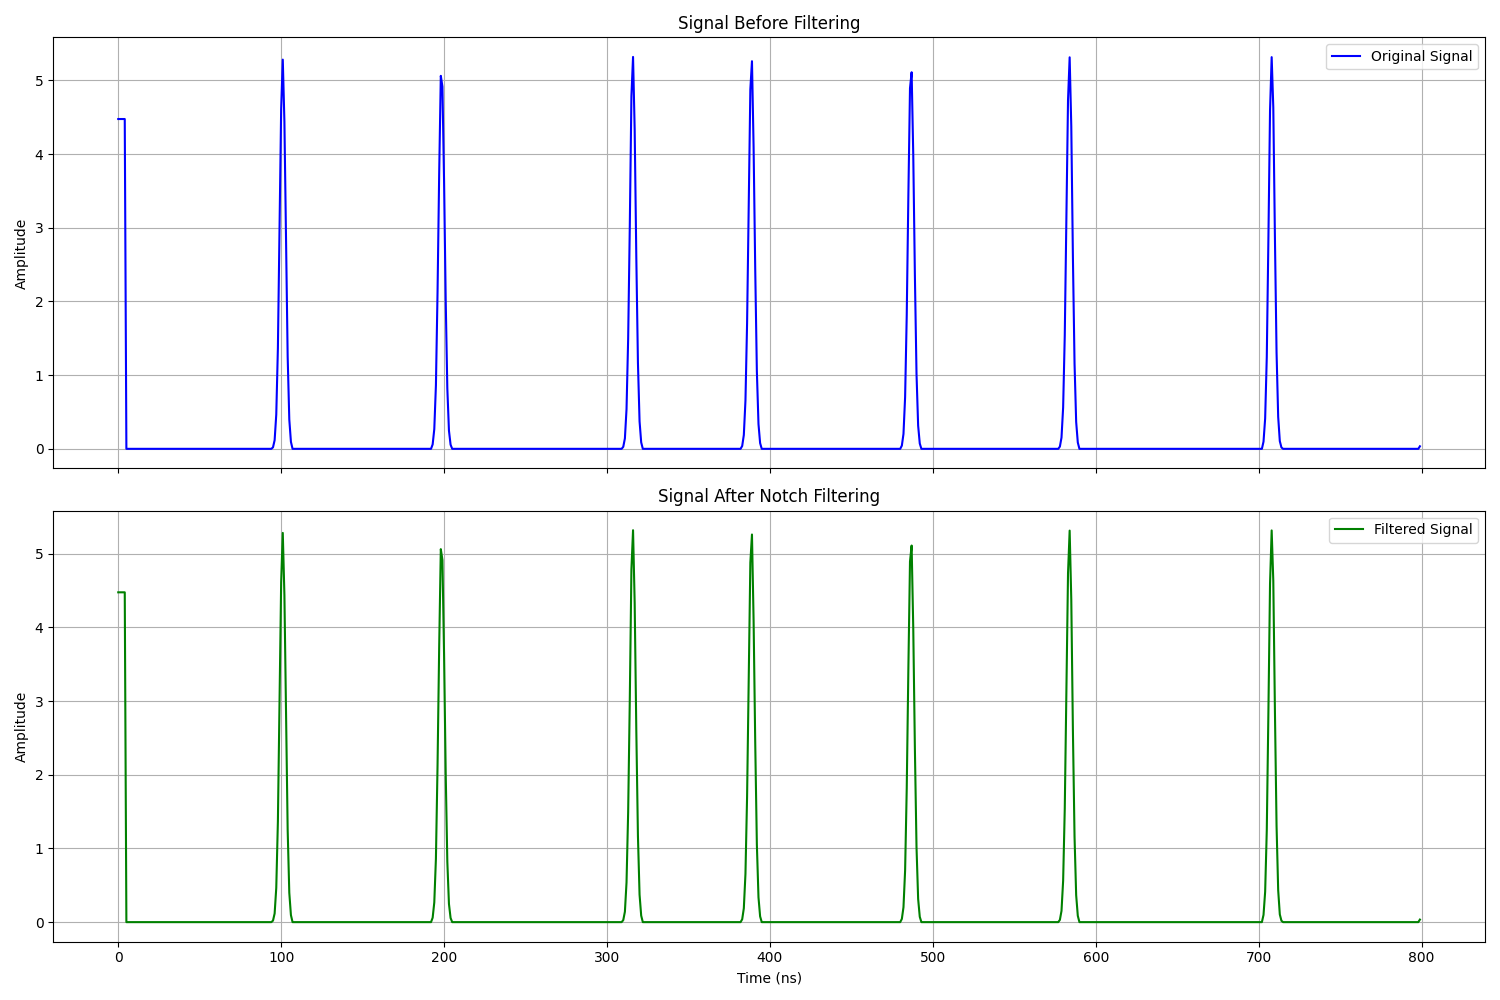 Signal Before Filtering
Original Signal
Amplitude
5
4
3
2
1
0
Signal After Notch Filtering
Filtered Signal
Amplitude
5
4
3
2
1
0
0 100 200 300 400 500 600 700 800
Time (ns)